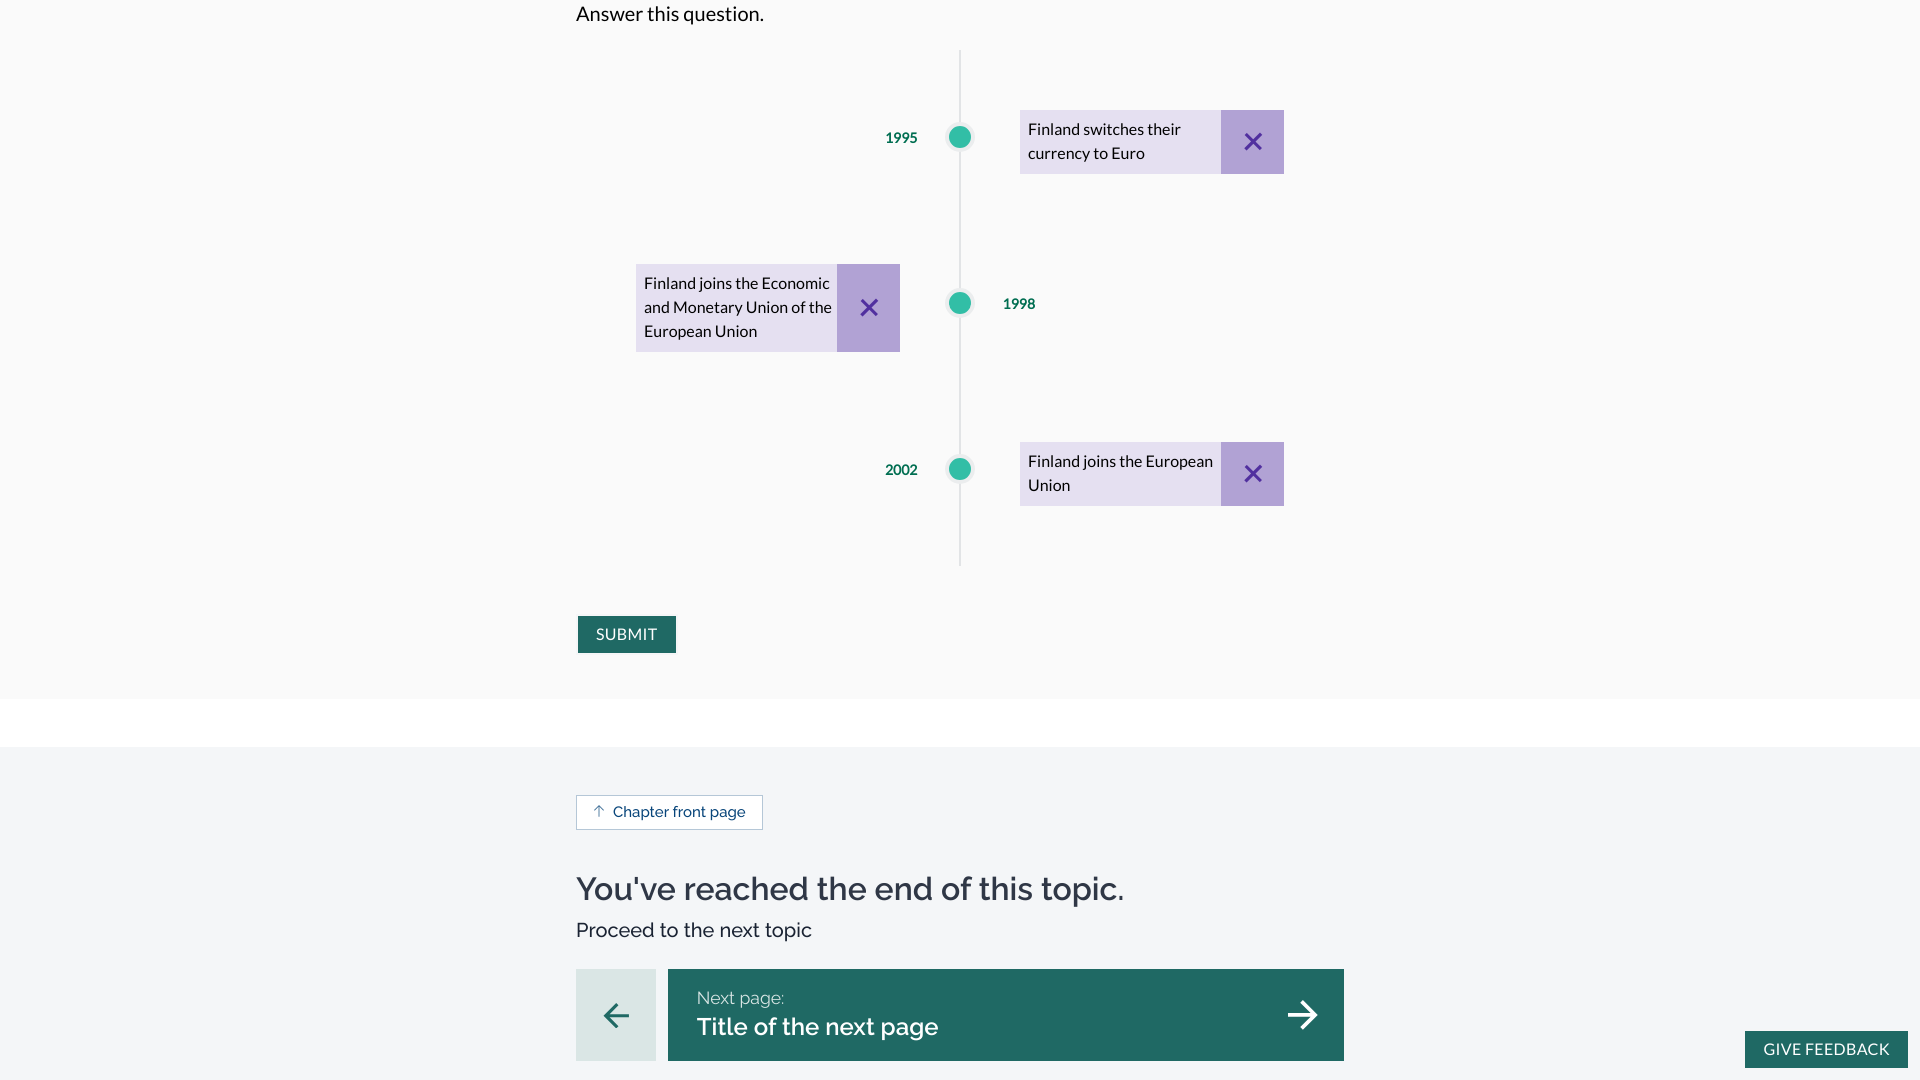 Answer this question.
1995
Finland switches their
currency to Euro
Finland joins the Economic
and Monetary Union of the
European Union
1998
2002
Finland joins the European
Union
SUBMIT
Chapter front page
You've reached the end of this topic.
Proceed to the next topic
Next page:
Title of the next page
GIVE FEEDBACK